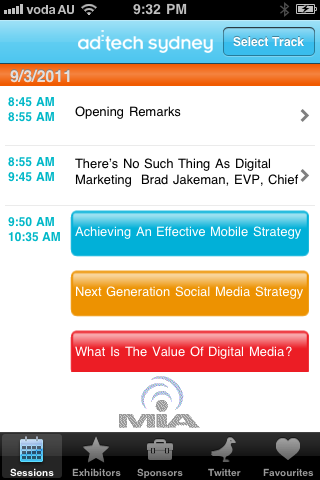 voda AU 9:32 PM
ad:tech sydney
Select Track
9/3/2011
8:45 AM
8:55 AM
Opening Remarks
8:55 AM
9:45 AM
There's No Such Thing As Digital
Marketing Brad Jakeman, EVP, Chief
9:50 AM
10:35 AM
Achieving An Effective Mobile Strategy
Next Generation Social Media Strategy
What Is The Value Of Digital Media?
MIA
Sessions
Exhibitors
Sponsors
Twitter
Favourites